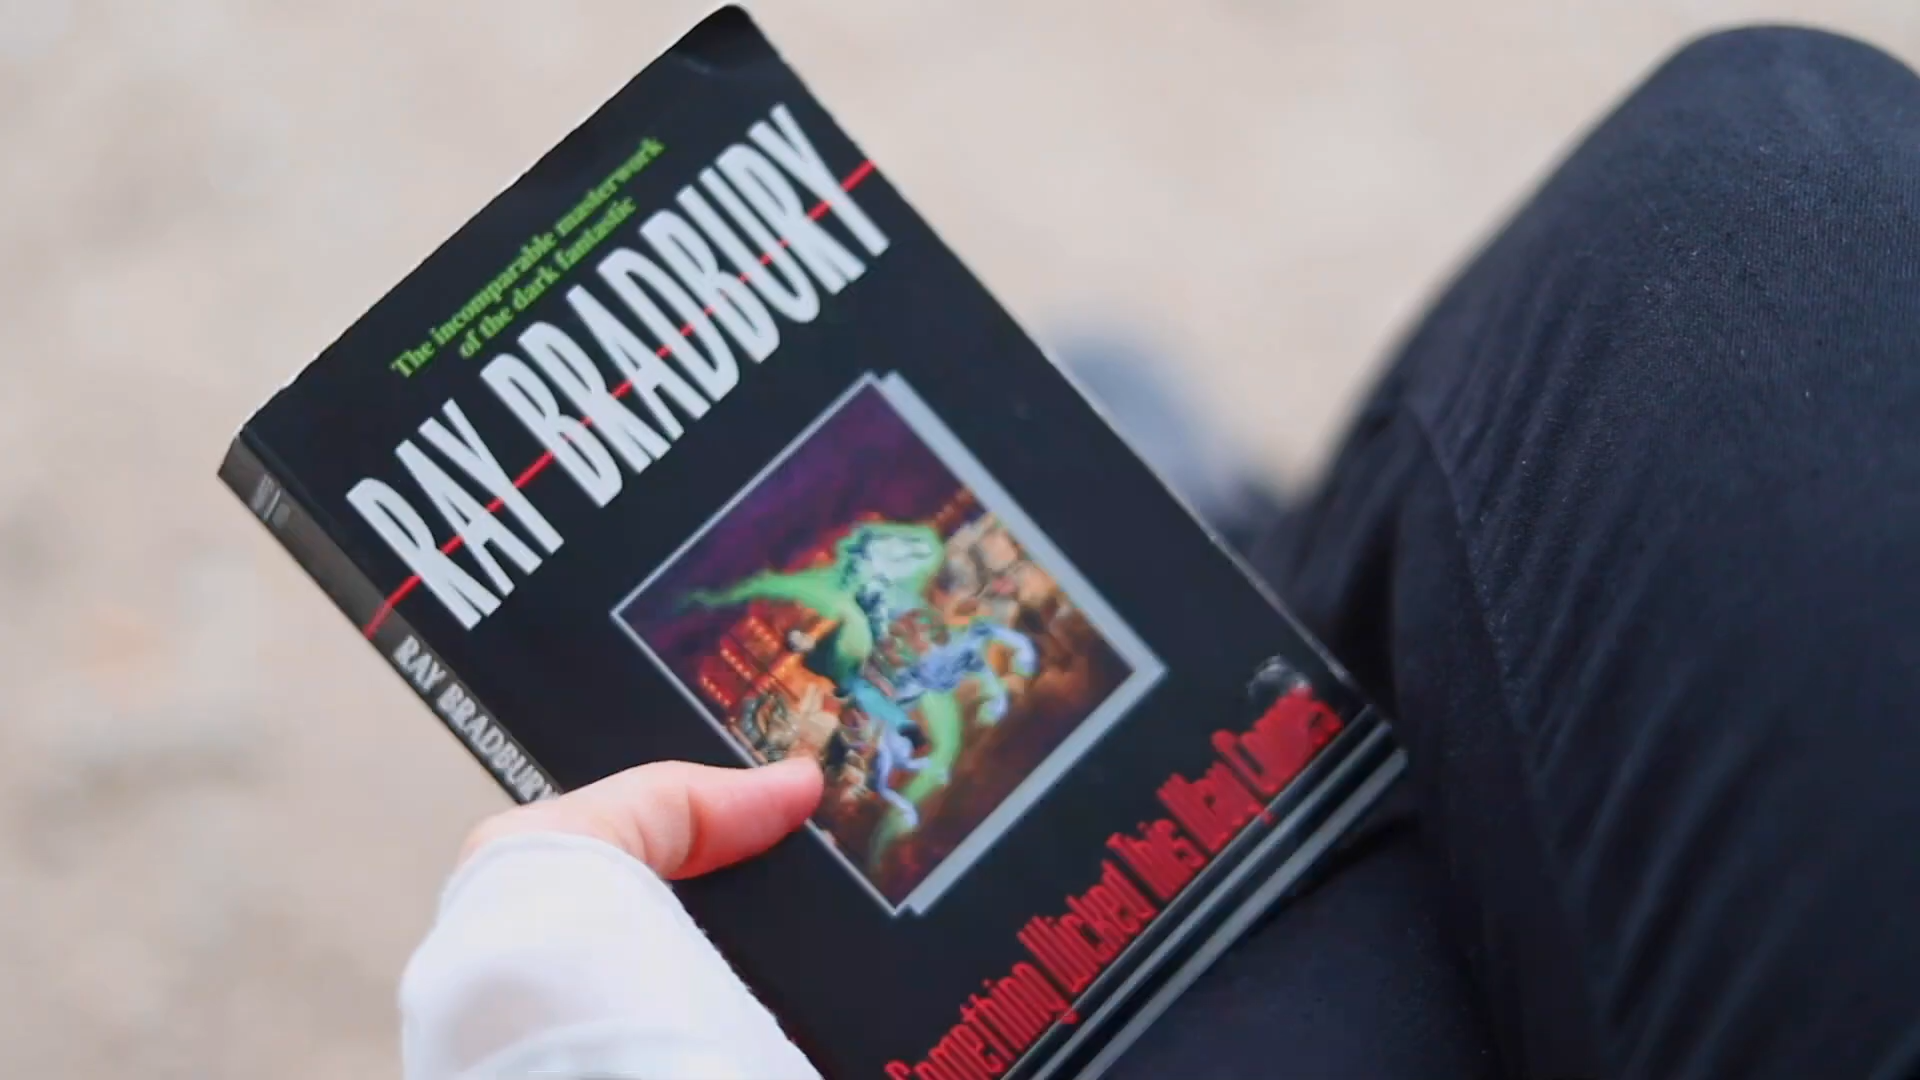 The incomparable masterwork
of the dark fantastic
RAY BRADBURY
Something Wicked This Way Comes
RAY BRADBURY